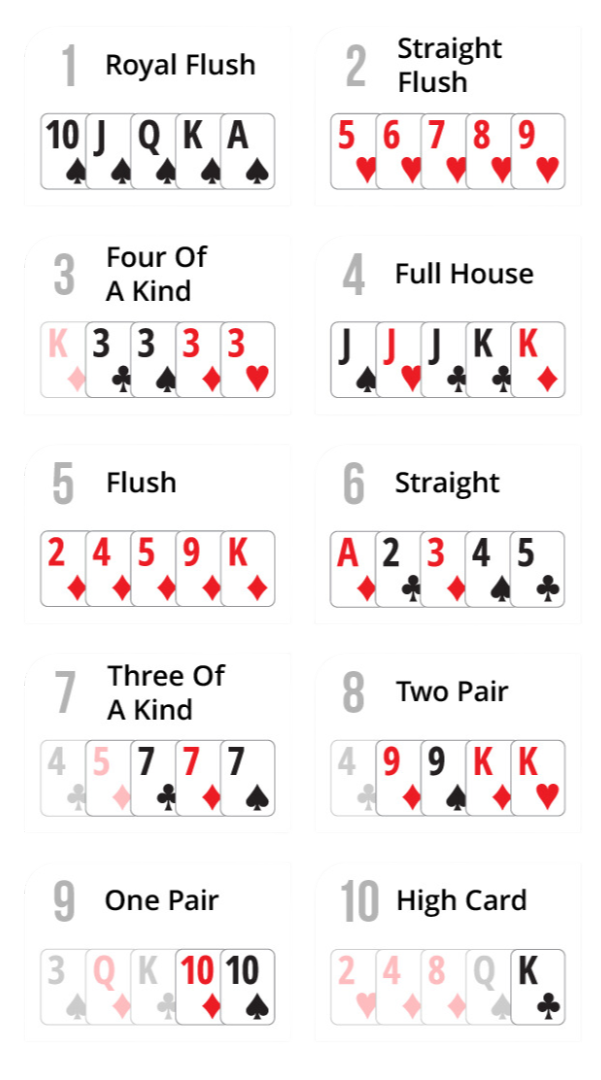 1 Royal Flush
10 J Q K A
2 Straight
Flush
5 6 7 8 9
3 Four Of
A Kind
K 3 3 3 3
4 Full House
J J J K K
5 Flush
2 4 5 9 K
6 Straight
A 2 3 4 5
7 Three Of
A Kind
4 5 7 7 7
8 Two Pair
4 9 9 K K
9 One Pair
3 Q K 10 10
10 High Card
2 4 8 Q K